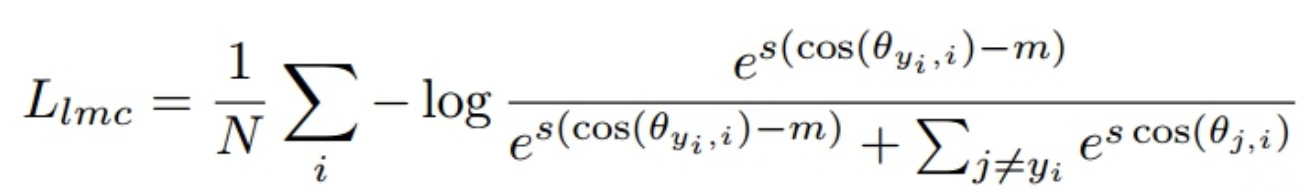 L_{lmc} = \frac{1}{N} \sum_{i} -\log \frac{e^{s(\cos(\theta_{y_i,i})-m)}}{e^{s(\cos(\theta_{y_i,i})-m)} + \sum_{j \neq y_i} e^{s\cos(\theta_{j,i})}}